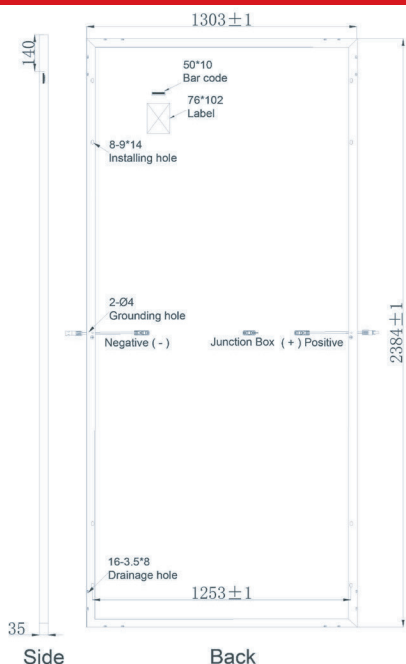 1303±1
140
50*10
Bar code
76*102
Label
8-9*14
Installing hole
2-Ø4
Grounding hole
Negative ( - )
Junction Box
( + ) Positive
2384±1
16-3.5*8
Drainage hole
1253±1
35
Side
Back